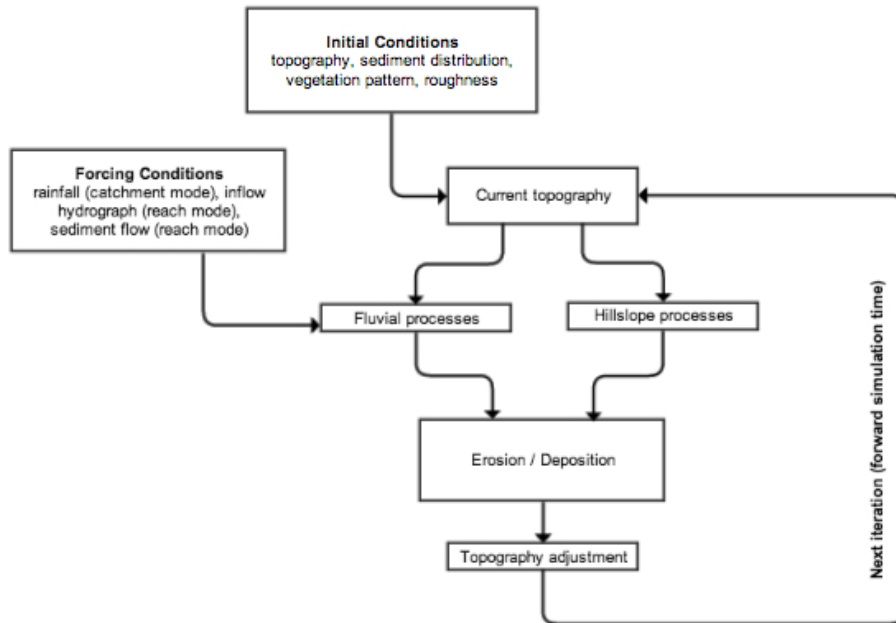 Initial Conditions
topography, sediment distribution,
vegetation pattern, roughness
Forcing Conditions
rainfall (catchment mode), inflow
hydrograph (reach mode),
sediment flow (reach mode)
Current topography
Fluvial processes
Hillslope processes
Erosion / Deposition
Topography adjustment
Next iteration (forward simulation time)